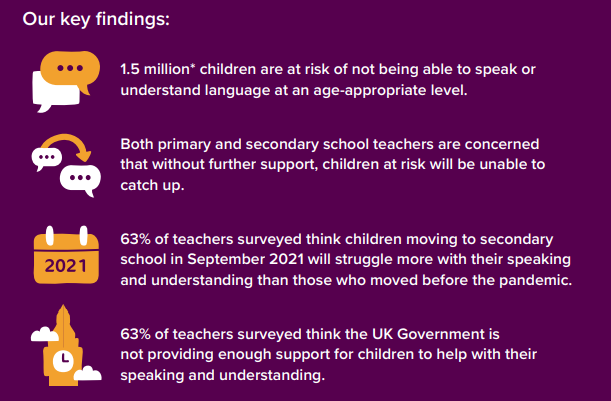 Our key findings:
1.5 million* children are at risk of not being able to speak or
understand language at an age-appropriate level.
Both primary and secondary school teachers are concerned
that without further support, children at risk will be unable to
catch up.
2021
63% of teachers surveyed think children moving to secondary
school in September 2021 will struggle more with their speaking
and understanding than those who moved before the pandemic.
63% of teachers surveyed think the UK Government is
not providing enough support for children to help with their
speaking and understanding.